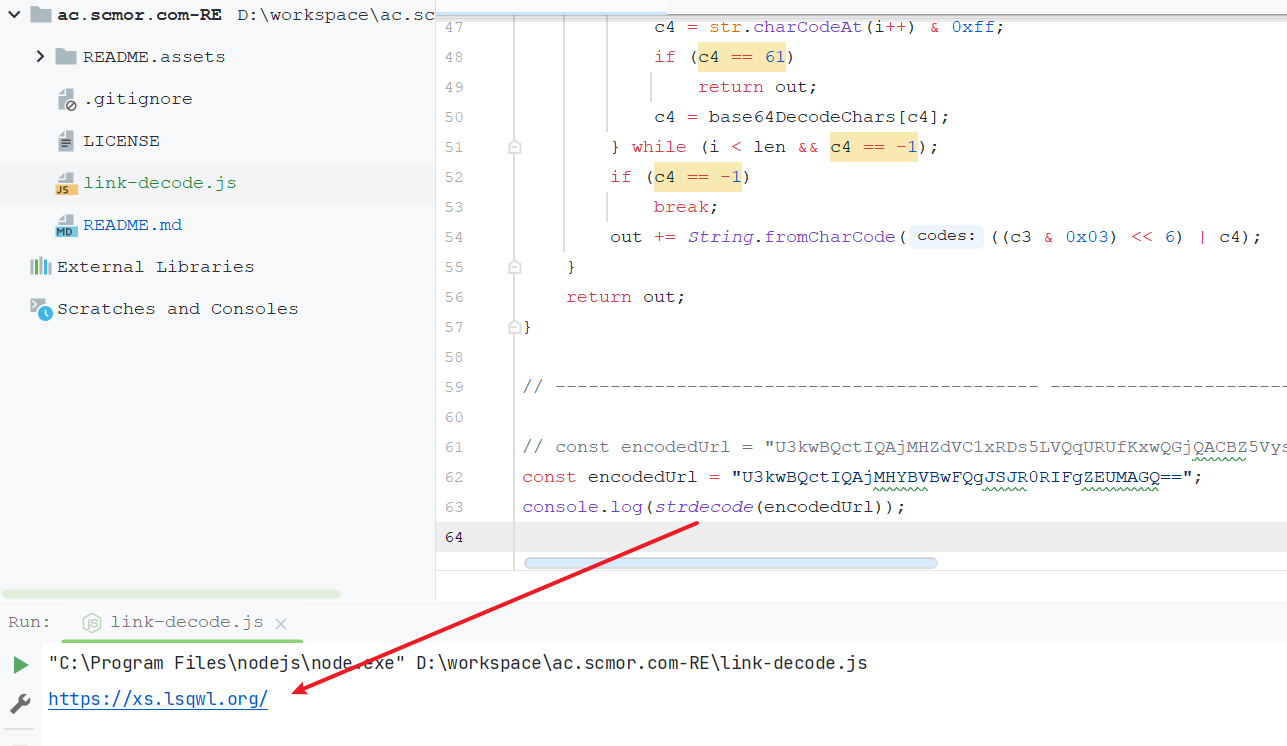 ac.scmor.com-RE D:\workspace\ac.sc
README.assets
.gitignore
LICENSE
link-decode.js
README.md
External Libraries
Scratches and Consoles
47 c4 = str.charCodeAt(i++) & 0xff;
48 if (c4 == 61)
49 return out;
50 c4 = base64DecodeChars[c4];
51 } while (i < len && c4 == -1);
52 if (c4 == -1)
53 break;
54 out += String.fromCharCode( codes: ((c3 & 0x03) << 6) | c4);
55 }
56 return out;
57 }
58
59 // --------------------------------------------- ----------------------
60
61 // const encodedUrl = "U3kwBQctIQAjMHZdVC1xRDs5LVQqURUfKxwQGjQACBZ5Vys
62 const encodedUrl = "U3kwBQctIQAjMHYBVBwFQgJSJR0RIFgZEUMAGQ==";
63 console.log(strdecode(encodedUrl));
64
Run: link-decode.js
"C:\Program Files\nodejs\node.exe" D:\workspace\ac.scmor.com-RE\link-decode.js
https://xs.lsqwl.org/